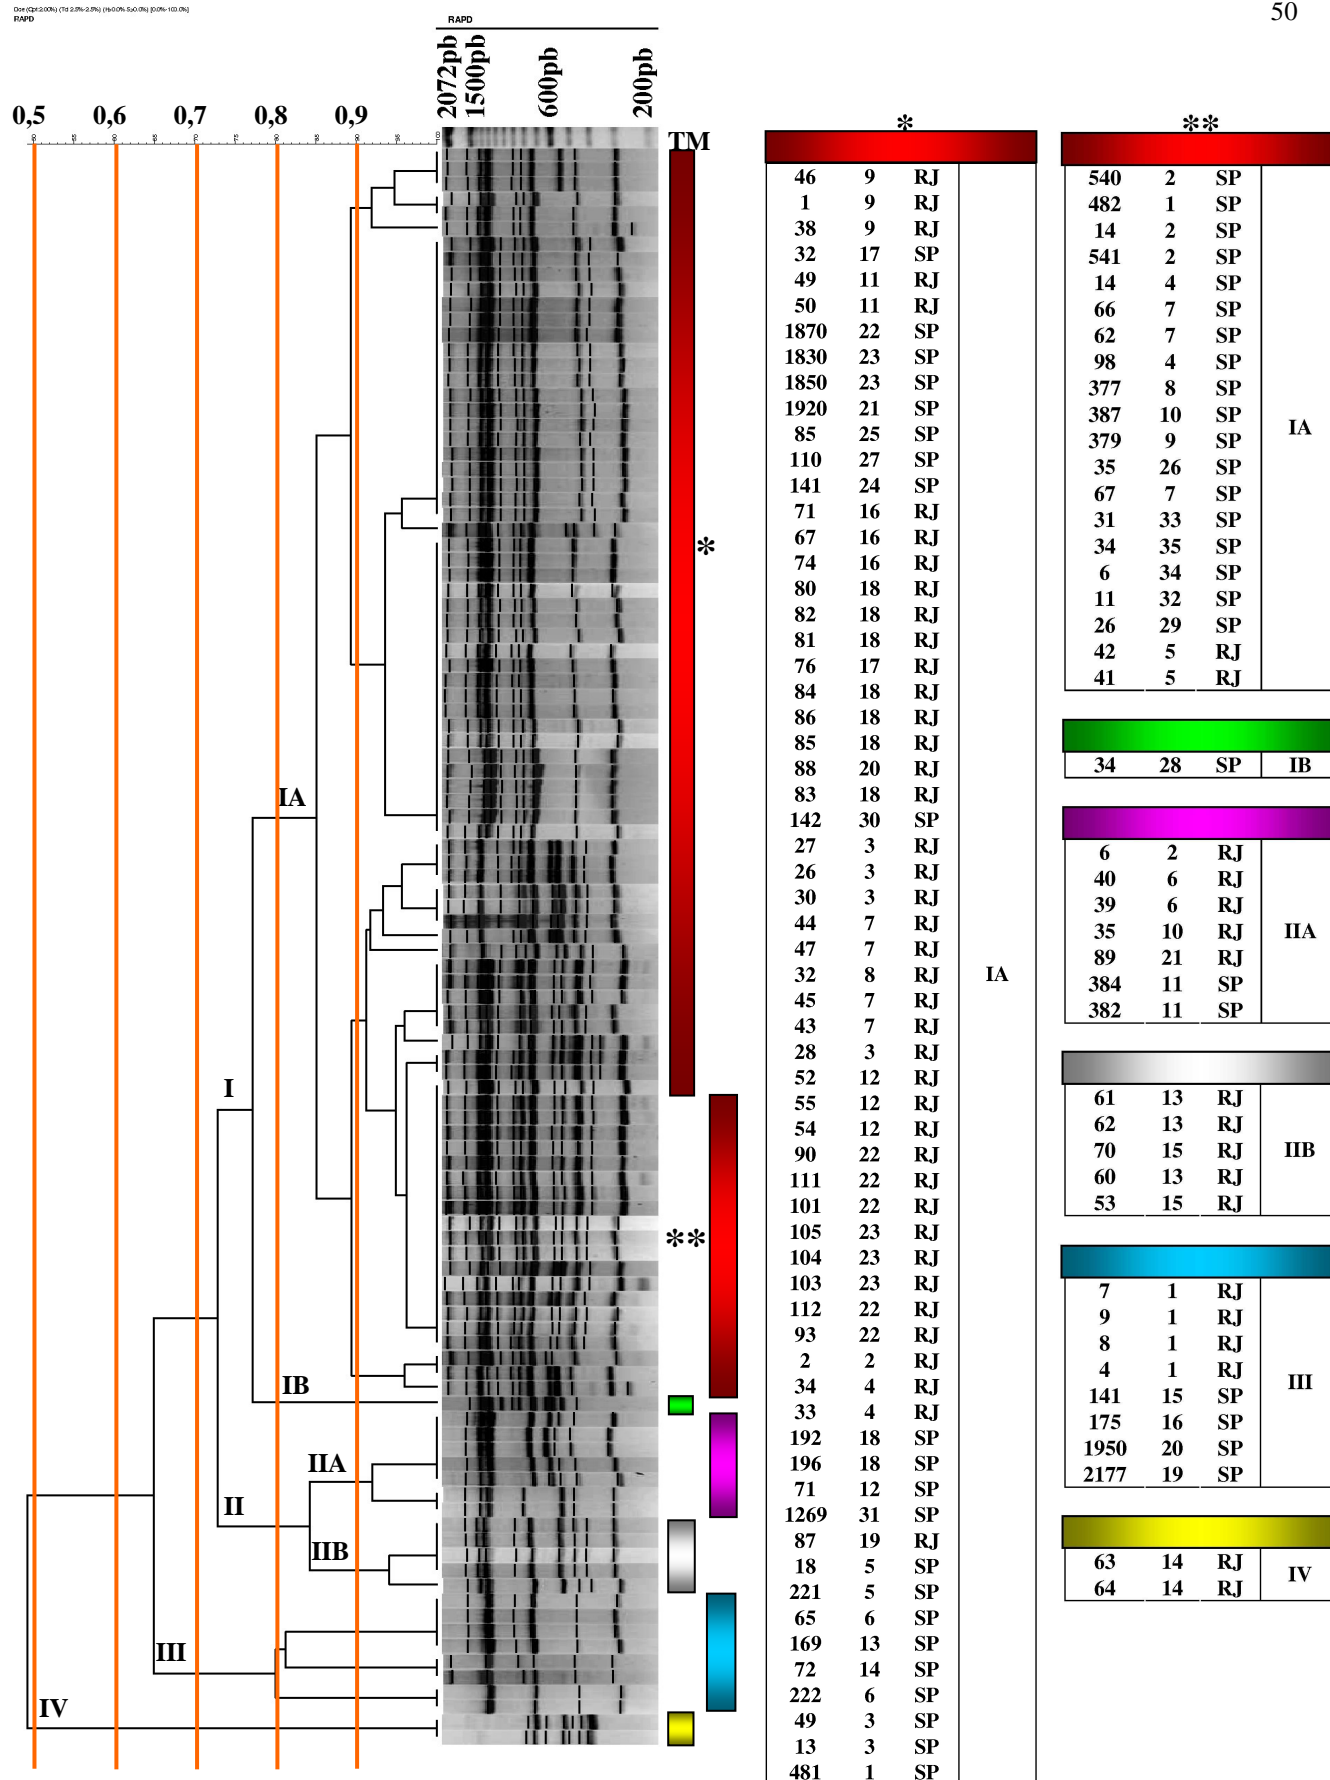 50
Dice (Opt:2.00%) (Tol 2.5%-2.5%) (H>0.0% S>0.0%) [0.0%-100.0%]
RAPD
RAPD
2072pb 1500pb 600pb 200pb
0,5 0,6 0,7 0,8 0,9
TM
IA
I
IB
IIA
II
IIB
III
IV
*
**
*
46 9 RJ
1 9 RJ
38 9 RJ
32 17 SP
49 11 RJ
50 11 RJ
1870 22 SP
1830 23 SP
1850 23 SP
1920 21 SP
85 25 SP
110 27 SP
141 24 SP
71 16 RJ
67 16 RJ
74 16 RJ
80 18 RJ
82 18 RJ
81 18 RJ
76 17 RJ
84 18 RJ
86 18 RJ
85 18 RJ
88 20 RJ
83 18 RJ
142 30 SP
27 3 RJ
26 3 RJ
30 3 RJ
44 7 RJ
47 7 RJ
32 8 RJ IA
45 7 RJ
43 7 RJ
28 3 RJ
52 12 RJ
55 12 RJ
54 12 RJ
90 22 RJ
111 22 RJ
101 22 RJ
105 23 RJ
104 23 RJ
103 23 RJ
112 22 RJ
93 22 RJ
2 2 RJ
34 4 RJ
33 4 RJ
192 18 SP
196 18 SP
71 12 SP
1269 31 SP
87 19 RJ
18 5 SP
221 5 SP
65 6 SP
169 13 SP
72 14 SP
222 6 SP
49 3 SP
13 3 SP
481 1 SP
**
540 2 SP
482 1 SP
14 2 SP
541 2 SP
14 4 SP
66 7 SP
62 7 SP
98 4 SP
377 8 SP
387 10 SP
IA
379 9 SP
35 26 SP
67 7 SP
31 33 SP
34 35 SP
6 34 SP
11 32 SP
26 29 SP
42 5 RJ
41 5 RJ
34 28 SP IB
6 2 RJ
40 6 RJ
39 6 RJ
35 10 RJ IIA
89 21 RJ
384 11 SP
382 11 SP
61 13 RJ
62 13 RJ
70 15 RJ IIB
60 13 RJ
53 15 RJ
7 1 RJ
9 1 RJ
8 1 RJ
4 1 RJ
III
141 15 SP
175 16 SP
1950 20 SP
2177 19 SP
63 14 RJ
IV
64 14 RJ